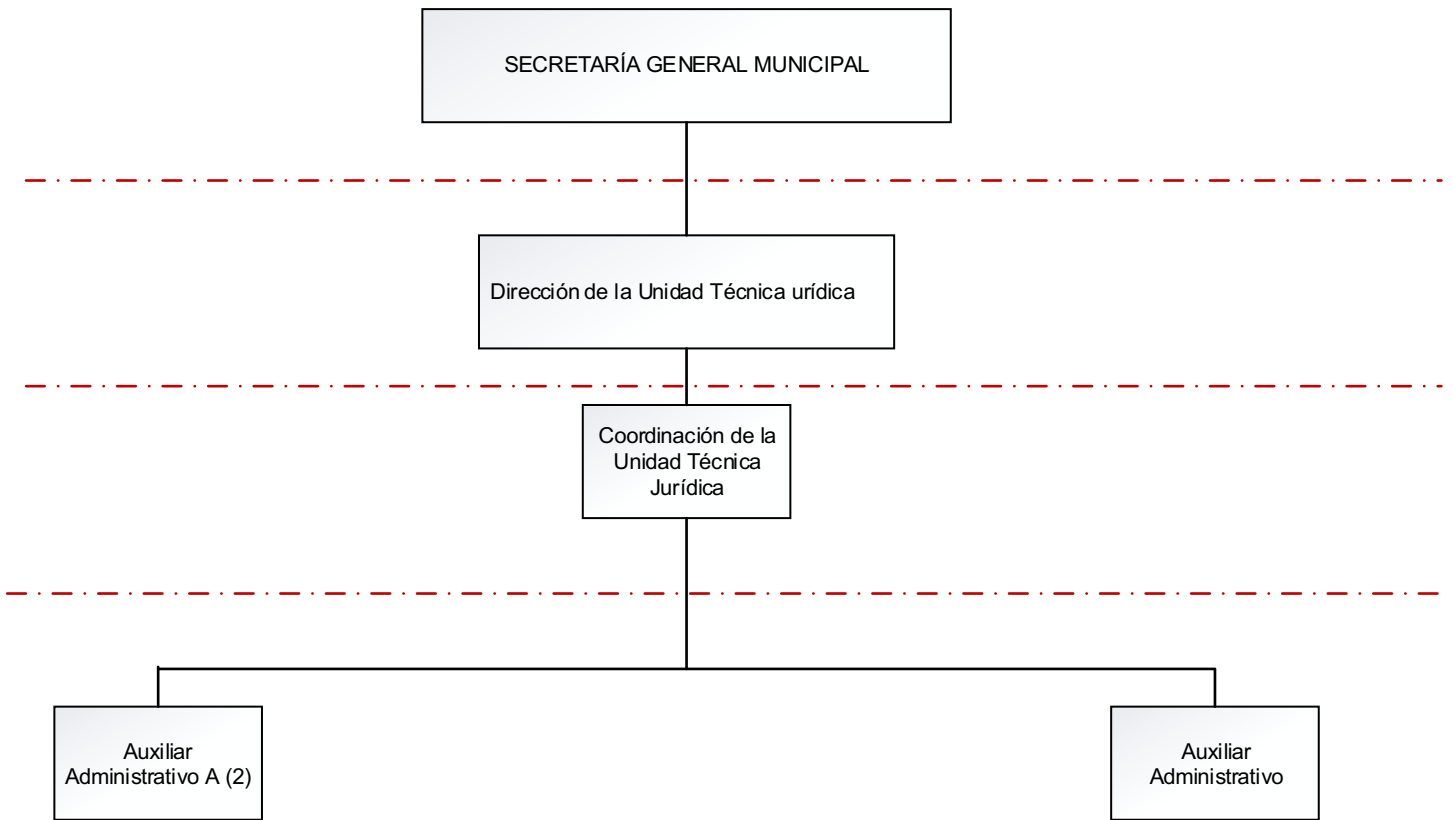 SECRETARÍA GENERAL MUNICIPAL
Dirección de la Unidad Técnica urídica
Coordinación de la
Unidad Técnica
Jurídica
Auxiliar
Administrativo A (2)
Auxiliar
Administrativo